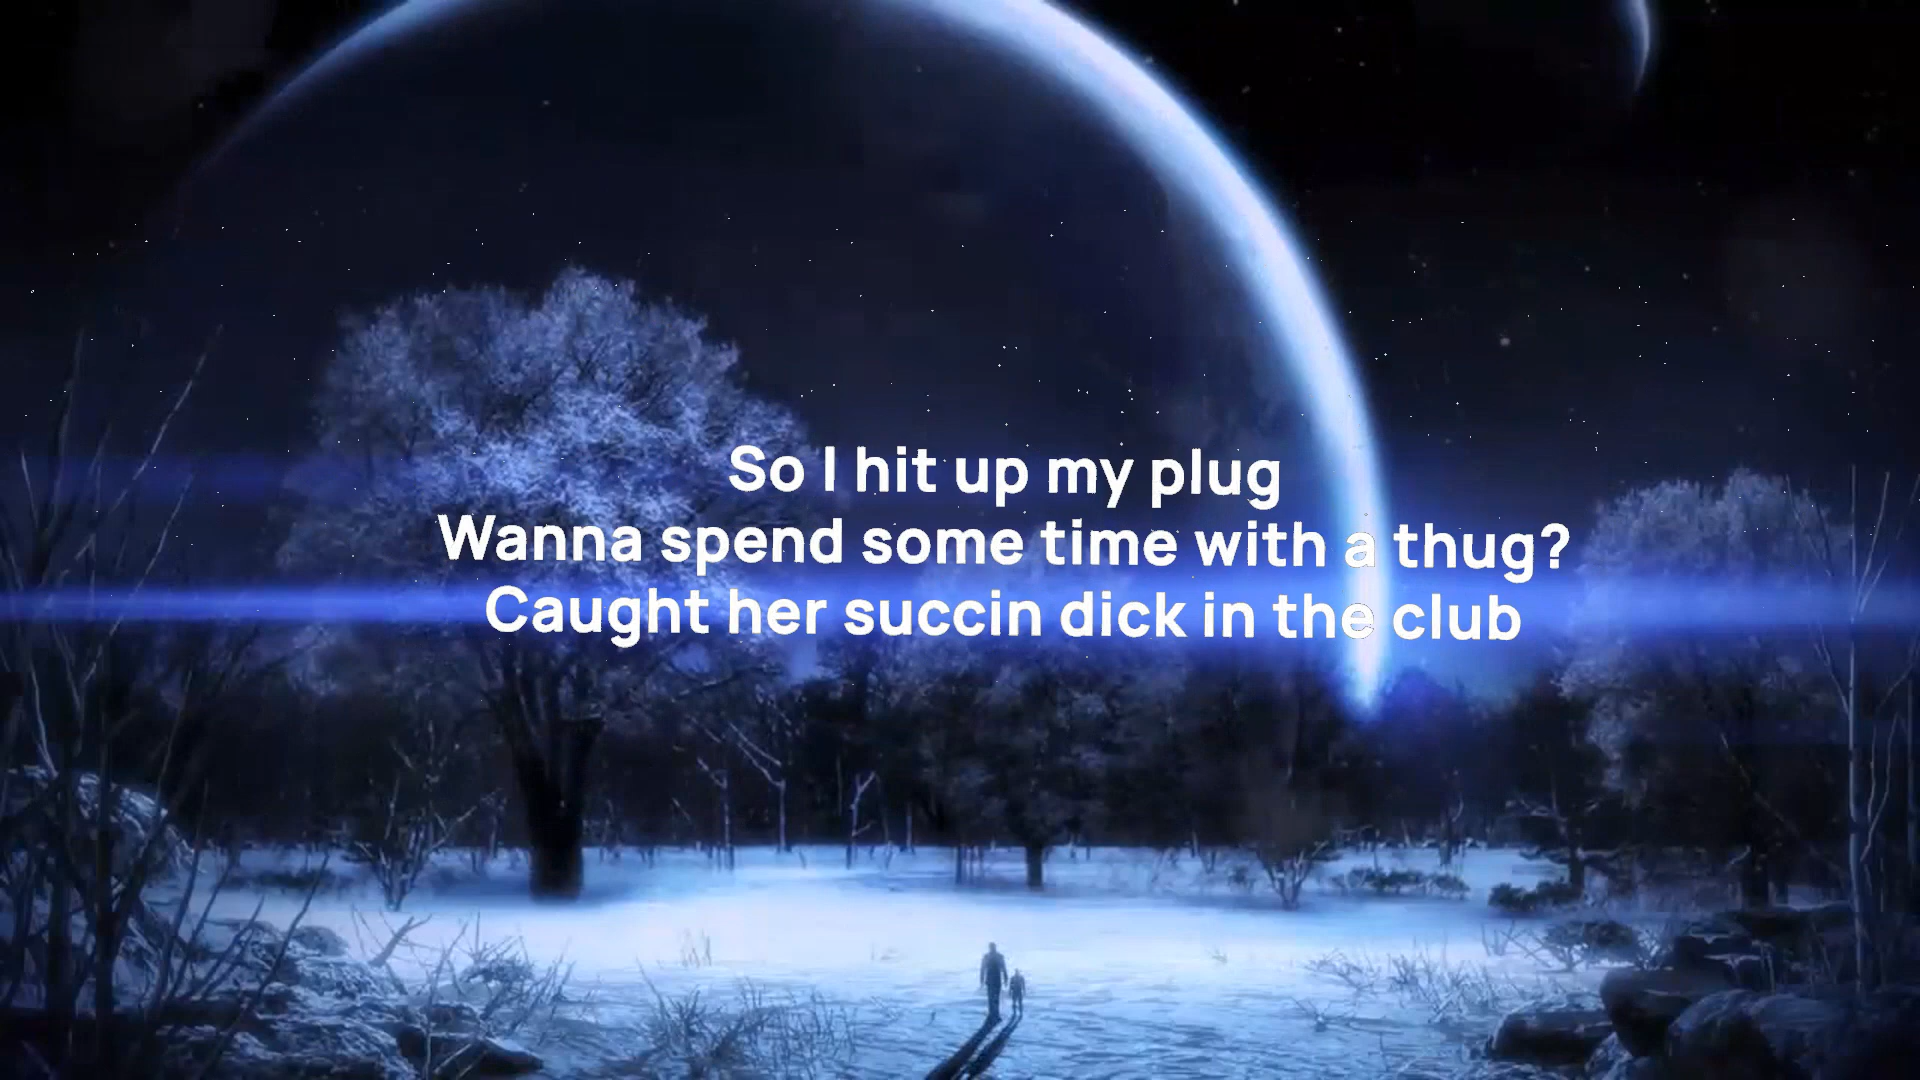 So I hit up my plug
Wanna spend some time with a thug?
Caught her succin dick in the club